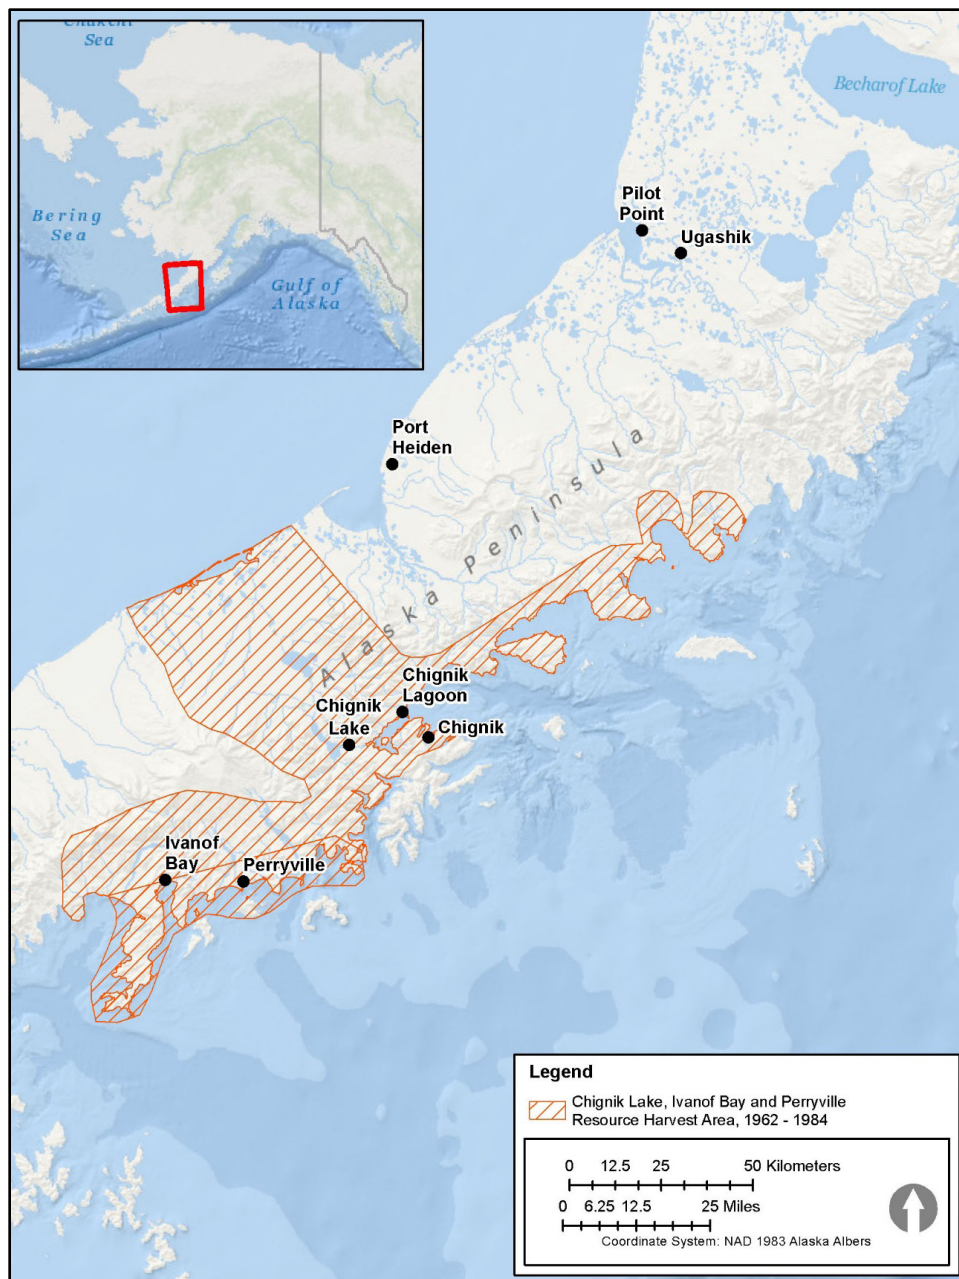 Chukchi
Sea
Bering
Sea
Gulf of
Alaska
Becharof Lake
Pilot
Point
Ugashik
Port
Heiden
Alaska Peninsula
Chignik
Lagoon
Chignik
Lake
Chignik
Ivanof
Bay
Perryville
Legend
Chignik Lake, Ivanof Bay and Perryville
Resource Harvest Area, 1962 - 1984
0 12.5 25 50 Kilometers
0 6.25 12.5 25 Miles
Coordinate System: NAD 1983 Alaska Albers